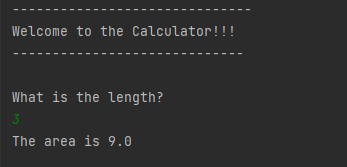 ------------------------------
Welcome to the Calculator!!!
-----------------------------
What is the length?
3
The area is 9.0